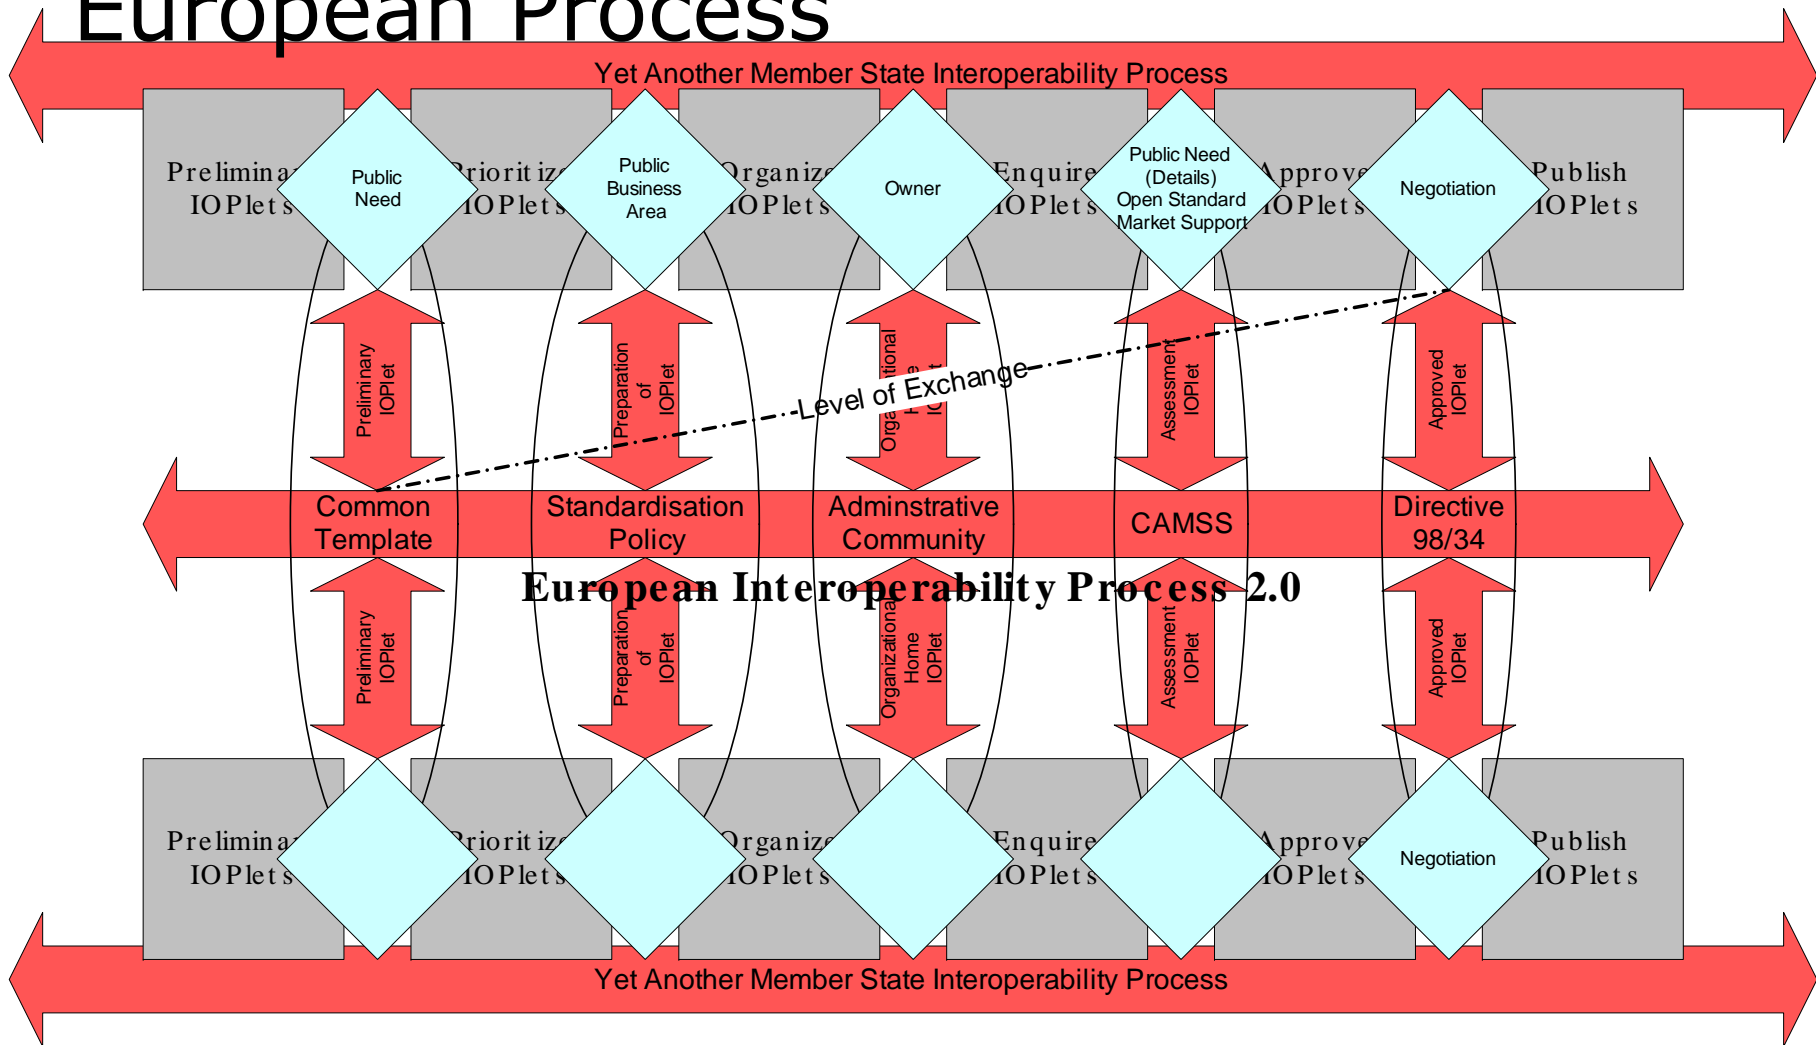 European Process
Yet Another Member State Interoperability Process
Prelimina
IOPlets
Public
Need
Prioritize
IOPlets
Public
Business
Area
Organize
IOPlets
Owner
Enquire
IOPlets
Public Need
(Details)
Open Standard
Market Support
Approve
IOPlets
Negotiation
Publish
IOPlets
Preliminary
IOPlet
Preparation
of
IOPlet
Level of Exchange
Assessment
IOPlet
Approved
IOPlet
Common
Template
Standardisation
Policy
Adminstrative
Community
CAMSS
Directive
98/34
European Interoperability Process 2.0
Preliminary
IOPlet
Preparation
of
IOPlet
Organizational
Home
IOPlet
Assessment
IOPlet
Approved
IOPlet
Prelimina
IOPlets
Prioritize
IOPlets
Organize
IOPlets
Enquire
IOPlets
Approve
IOPlets
Negotiation
Publish
IOPlets
Yet Another Member State Interoperability Process